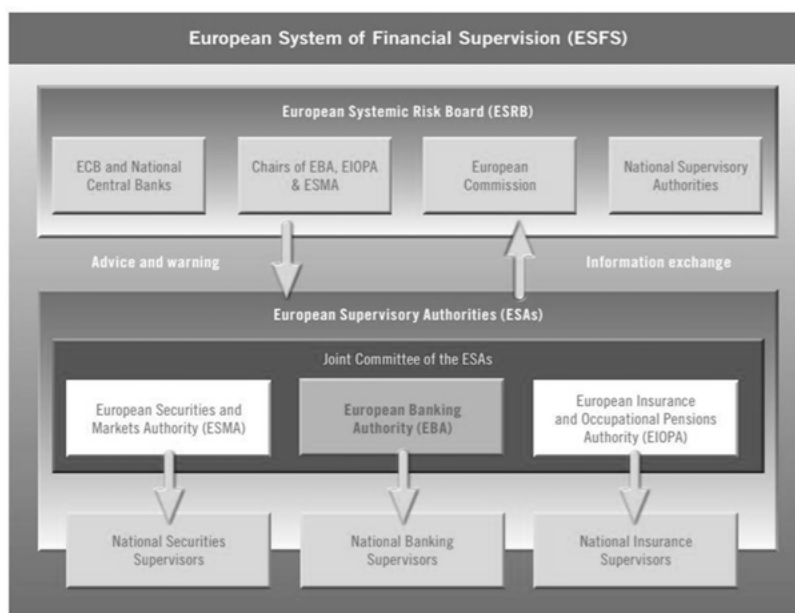 European System of Financial Supervision (ESFS)
European Systemic Risk Board (ESRB)
ECB and National
Central Banks
Chairs of EBA, EIOPA
& ESMA
European
Commission
National Supervisory
Authorities
Advice and warning
Information exchange
European Supervisory Authorities (ESAs)
Joint Committee of the ESAs
European Securities and
Markets Authority (ESMA)
European Banking
Authority (EBA)
European Insurance
and Occupational Pensions
Authority (EIOPA)
National Securities
Supervisors
National Banking
Supervisors
National Insurance
Supervisors